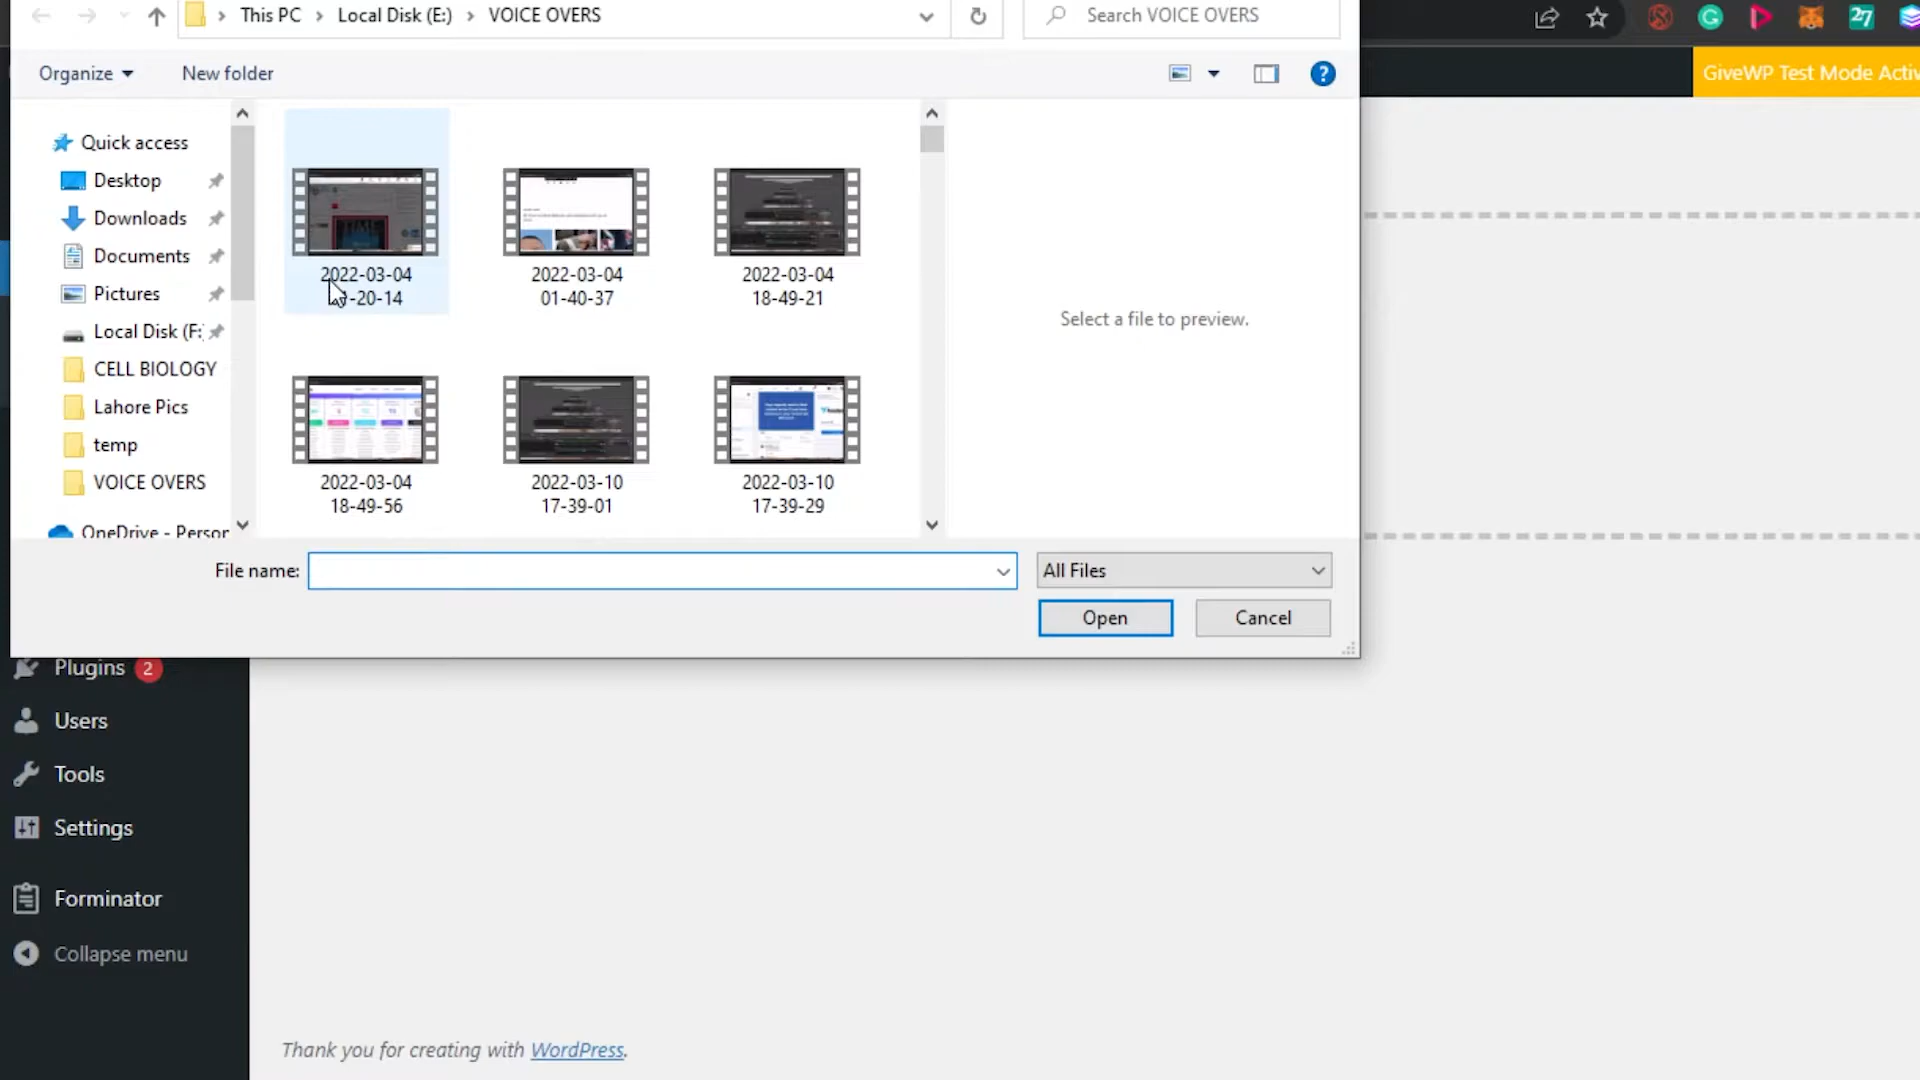 This PC > Local Disk (E:) > VOICE OVERS
Search VOICE OVERS
GiveWP Test Mode Activ
Organize
New folder
Quick access
Desktop
Downloads
Documents
Pictures
Local Disk (F:
CELL BIOLOGY
Lahore Pics
temp
VOICE OVERS
OneDrive - Person
2022-03-04
-20-14
2022-03-04
01-40-37
2022-03-04
18-49-21
2022-03-04
18-49-56
2022-03-10
17-39-01
2022-03-10
17-39-29
Select a file to preview.
File name:
All Files
Open
Cancel
Plugins 2
Users
Tools
Settings
Forminator
Collapse menu
Thank you for creating with WordPress.